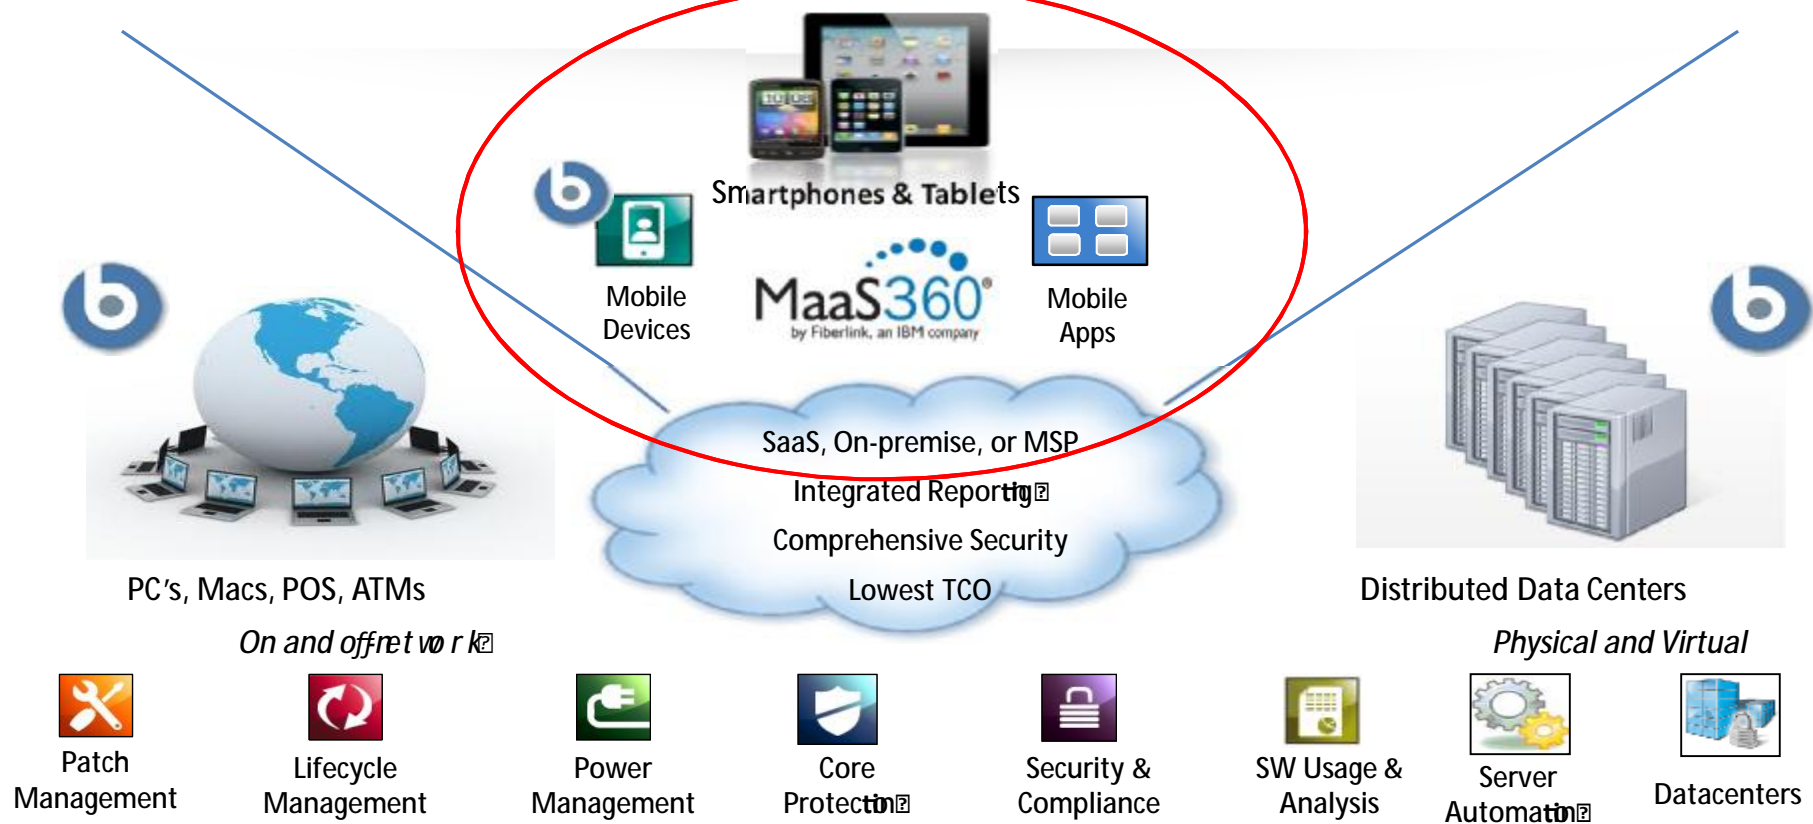 Smartphones & Tablets
Mobile
Devices
MaaS360®
by Fiberlink, an IBM company
Mobile
Apps
SaaS, On-premise, or MSP
Integrated Reporting
Comprehensive Security
Lowest TCO
PC's, Macs, POS, ATMs
On and off-network
Distributed Data Centers
Physical and Virtual
Patch
Management
Lifecycle
Management
Power
Management
Core
Protection
Security &
Compliance
SW Usage &
Analysis
Server
Automation
Datacenters